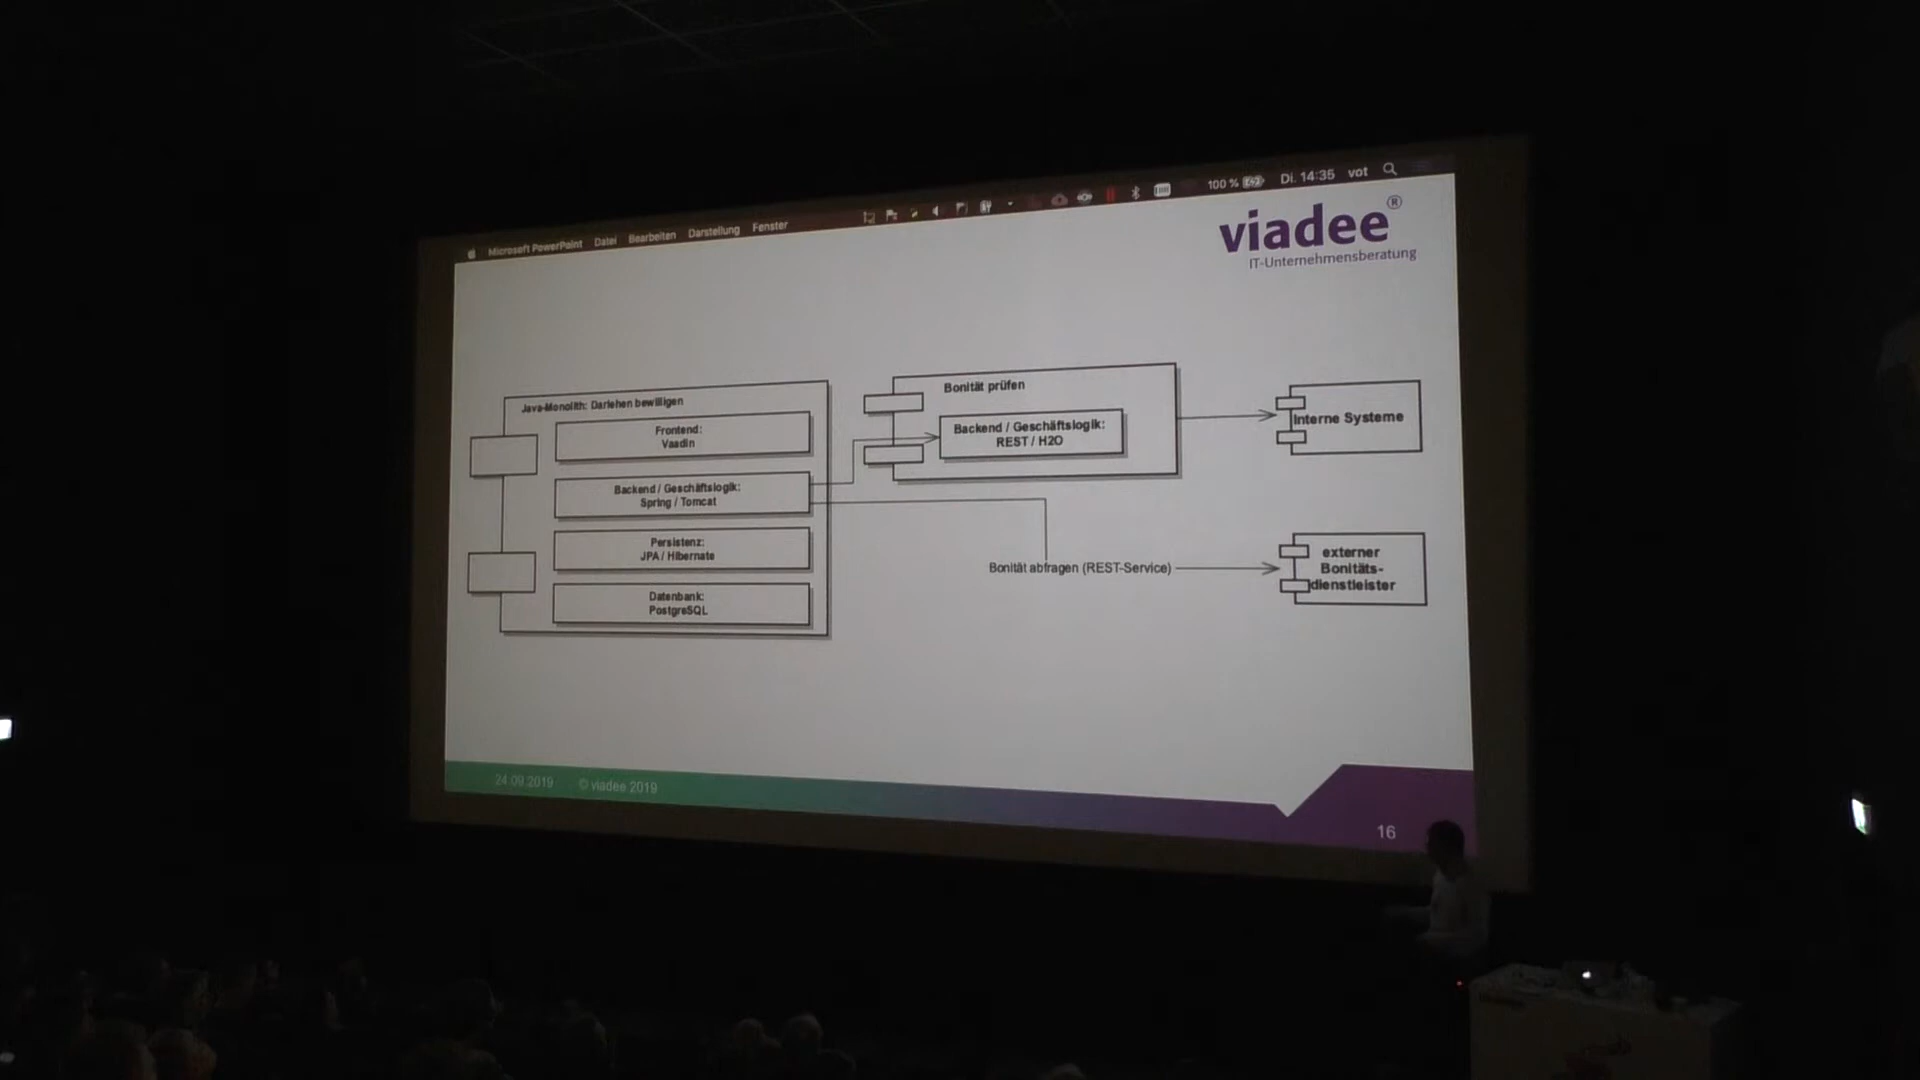 Microsoft PowerPoint Datei Bearbeiten Darstellung Fenster 100 % Di. 14:35 vot
viadee®
IT-Unternehmensberatung
Java-Monolith: Darlehen bewilligen
Frontend:
Vaadin
Backend / Geschäftslogik:
Spring / Tomcat
Persistenz:
JPA / Hibernate
Datenbank:
PostgreSQL
Bonität prüfen
Backend / Geschäftslogik:
REST / H2O
Interne Systeme
Bonität abfragen (REST-Service)
externer
Bonitäts-
dienstleister
24.09.2019 © viadee 2019
16